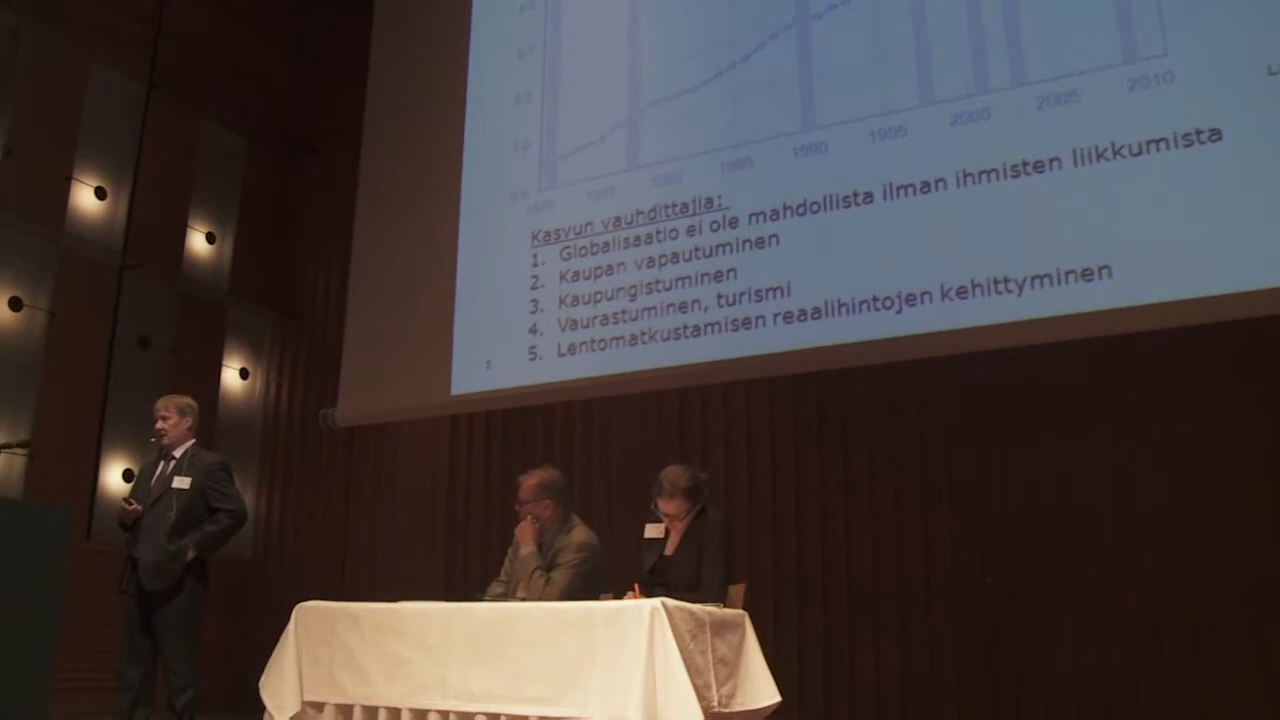 1985
1990
1995
2000
2005
2010
Kasvun vauhdittajia:
1. Globalisaatio ei ole mahdollista ilman ihmisten liikkumista
2. Kaupan vapautuminen
3. Kaupungistuminen
4. Vaurastuminen, turismi
5. Lentomatkustamisen reaalihintojen kehittyminen